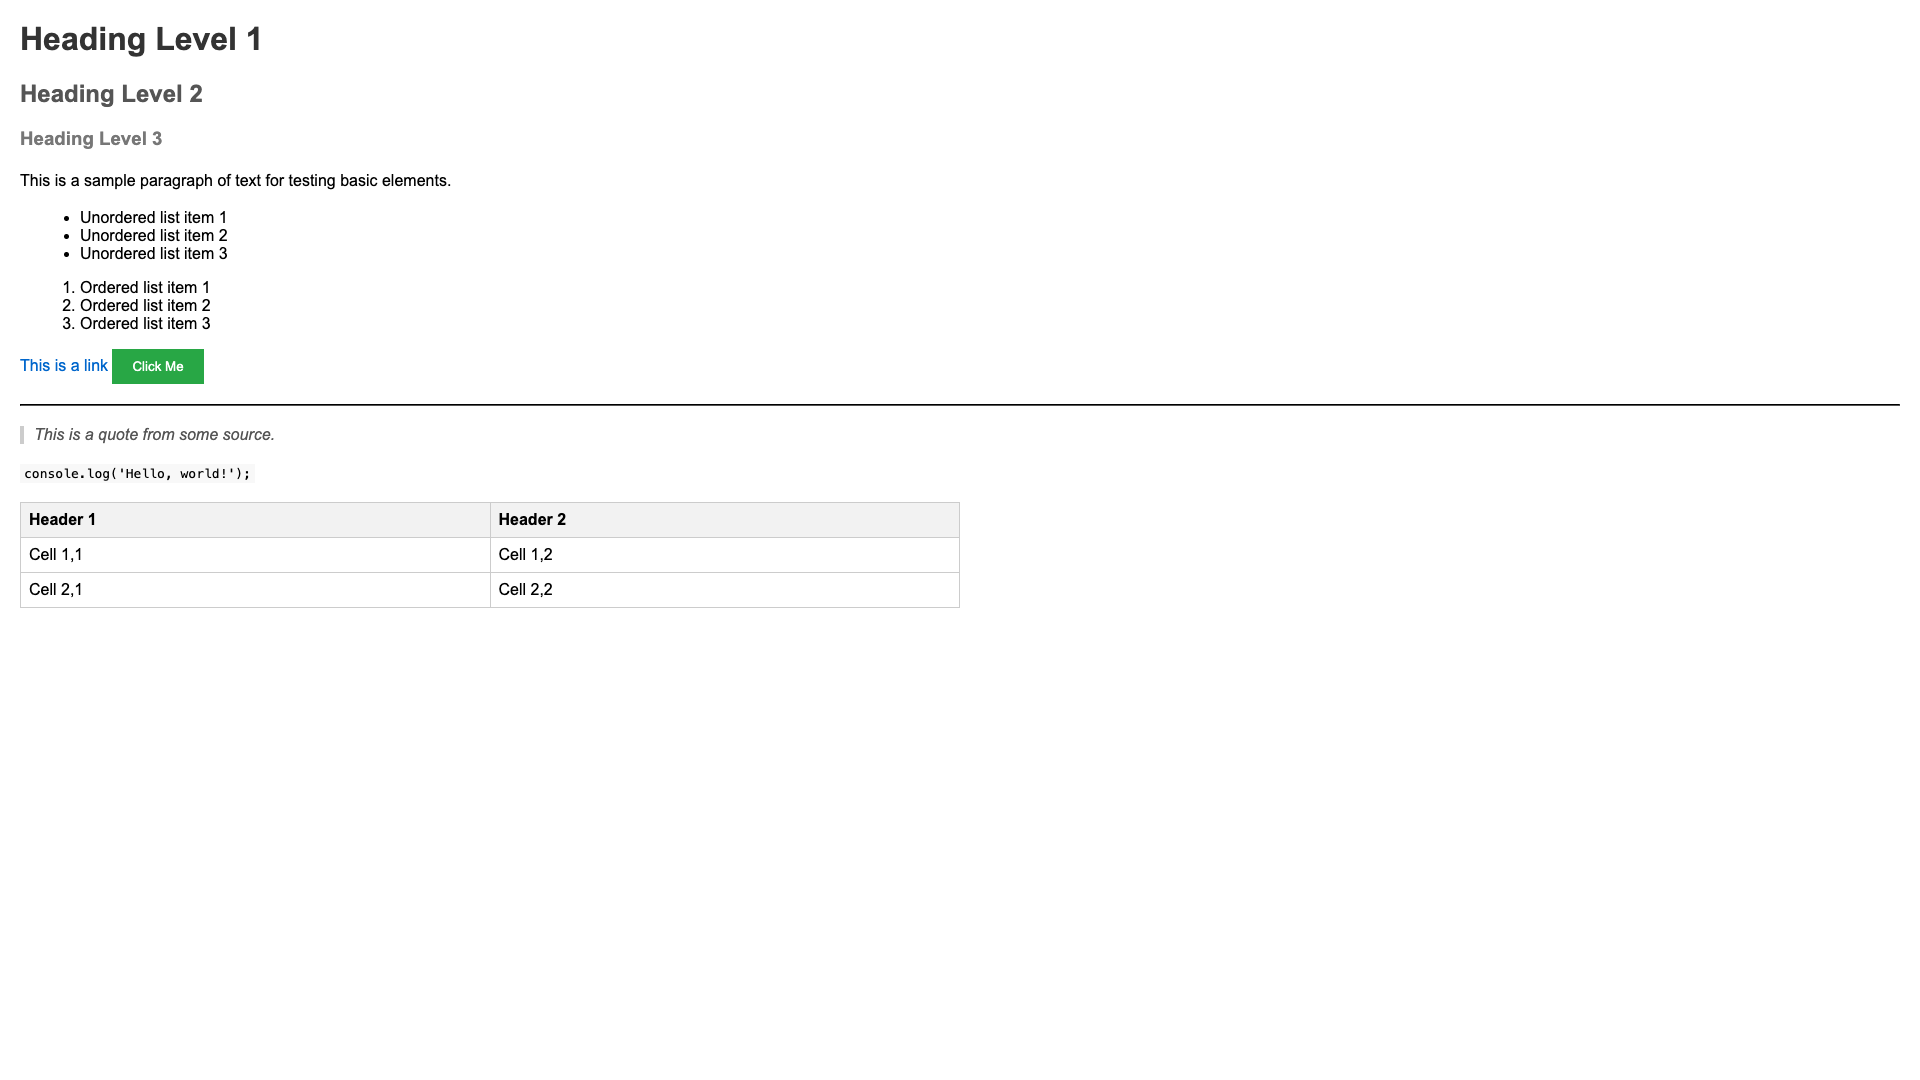 Heading Level 1
Heading Level 2
Heading Level 3
This is a sample paragraph of text for testing basic elements.
• Unordered list item 1
• Unordered list item 2
• Unordered list item 3
1. Ordered list item 1
2. Ordered list item 2
3. Ordered list item 3
This is a link Click Me
This is a quote from some source.
console.log('Hello, world!');
Header 1 Header 2
Cell 1,1 Cell 1,2
Cell 2,1 Cell 2,2